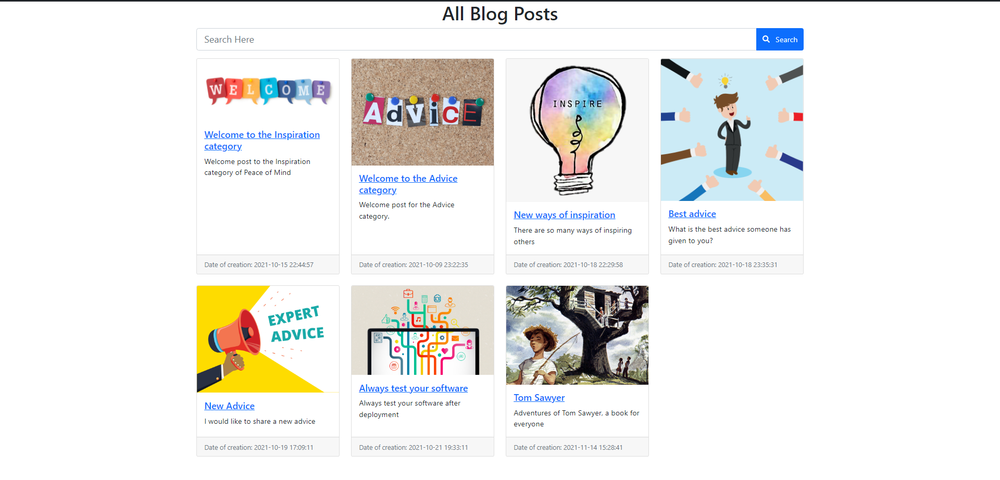 All Blog Posts
Search Here
Search
WELCOME
Welcome to the Inspiration
category
Welcome post to the Inspiration
category of Peace of Mind
Date of creation: 2021-10-15 22:44:57
AdVicE
Welcome to the Advice
category
Welcome post for the Advice
category.
Date of creation: 2021-10-09 23:22:35
INSPIRE
New ways of inspiration
There are so many ways of inspiring
others
Date of creation: 2021-10-18 22:29:58
Best advice
What is the best advice someone has
given to you?
Date of creation: 2021-10-18 23:35:31
EXPERT
ADVICE
New Advice
I would like to share a new advice
Date of creation: 2021-10-19 17:09:11
Always test your software
Always test your software after
deployment
Date of creation: 2021-10-21 19:33:11
Tom Sawyer
Adventures of Tom Sawyer, a book for
everyone
Date of creation: 2021-11-14 15:28:41